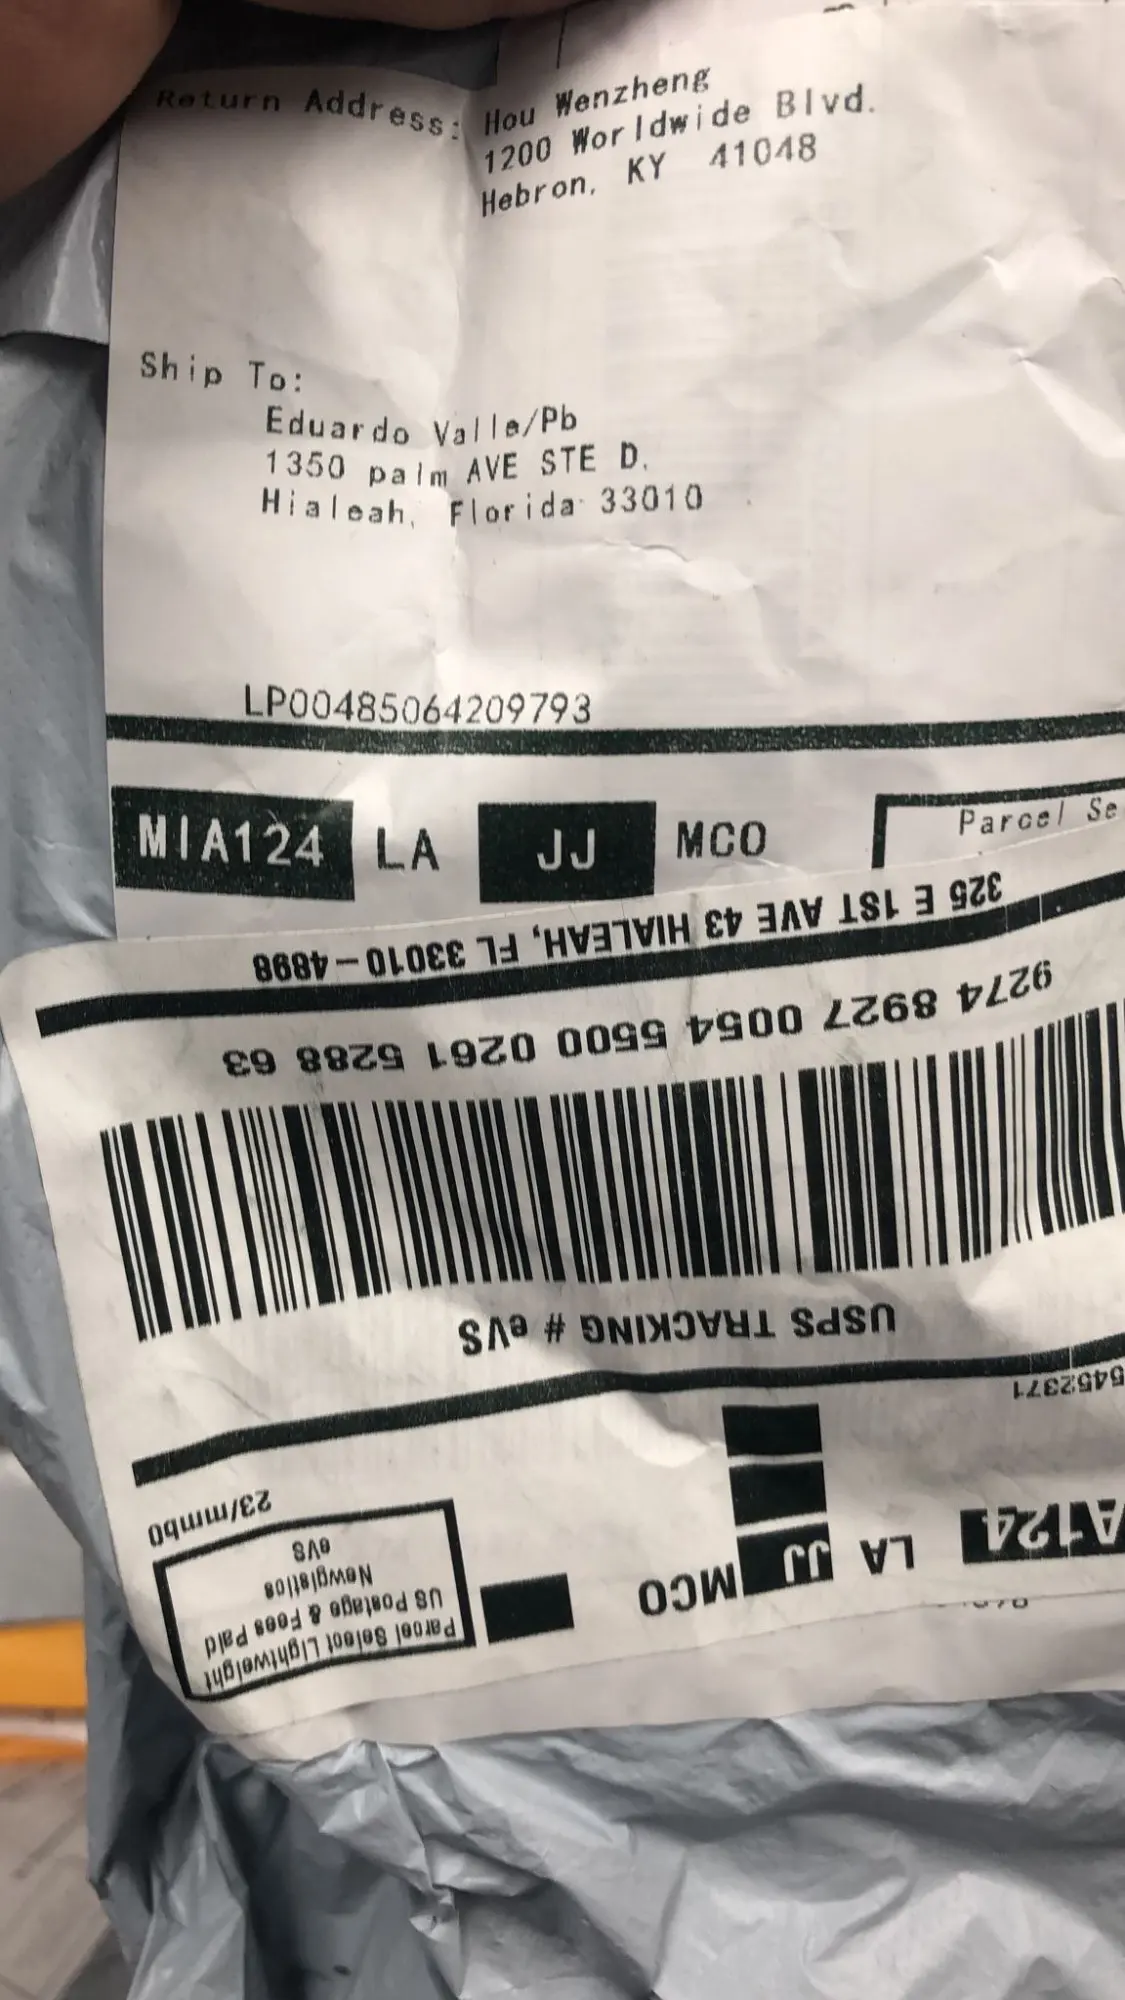 Return Address: Hou Wenzheng
1200 Worldwide Blvd.
Hebron, KY 41048
Ship To:
Eduardo Valle/Pb
1350 palm AVE STE D.
Hialeah, Florida 33010
LP00485064209793
MIA124 LA JJ MCO
Parcel Se
325 E 1ST AVE 43 HIALEAH, FL 33010-4898
9274 8927 0054 5500 0261 5288 63
USPS TRACKING # eVS
5452371
23/mmb0
A124 LA JJ MCO
Parcel Select Lightweight
US Postage & Fees Paid
Newgistics
eVS